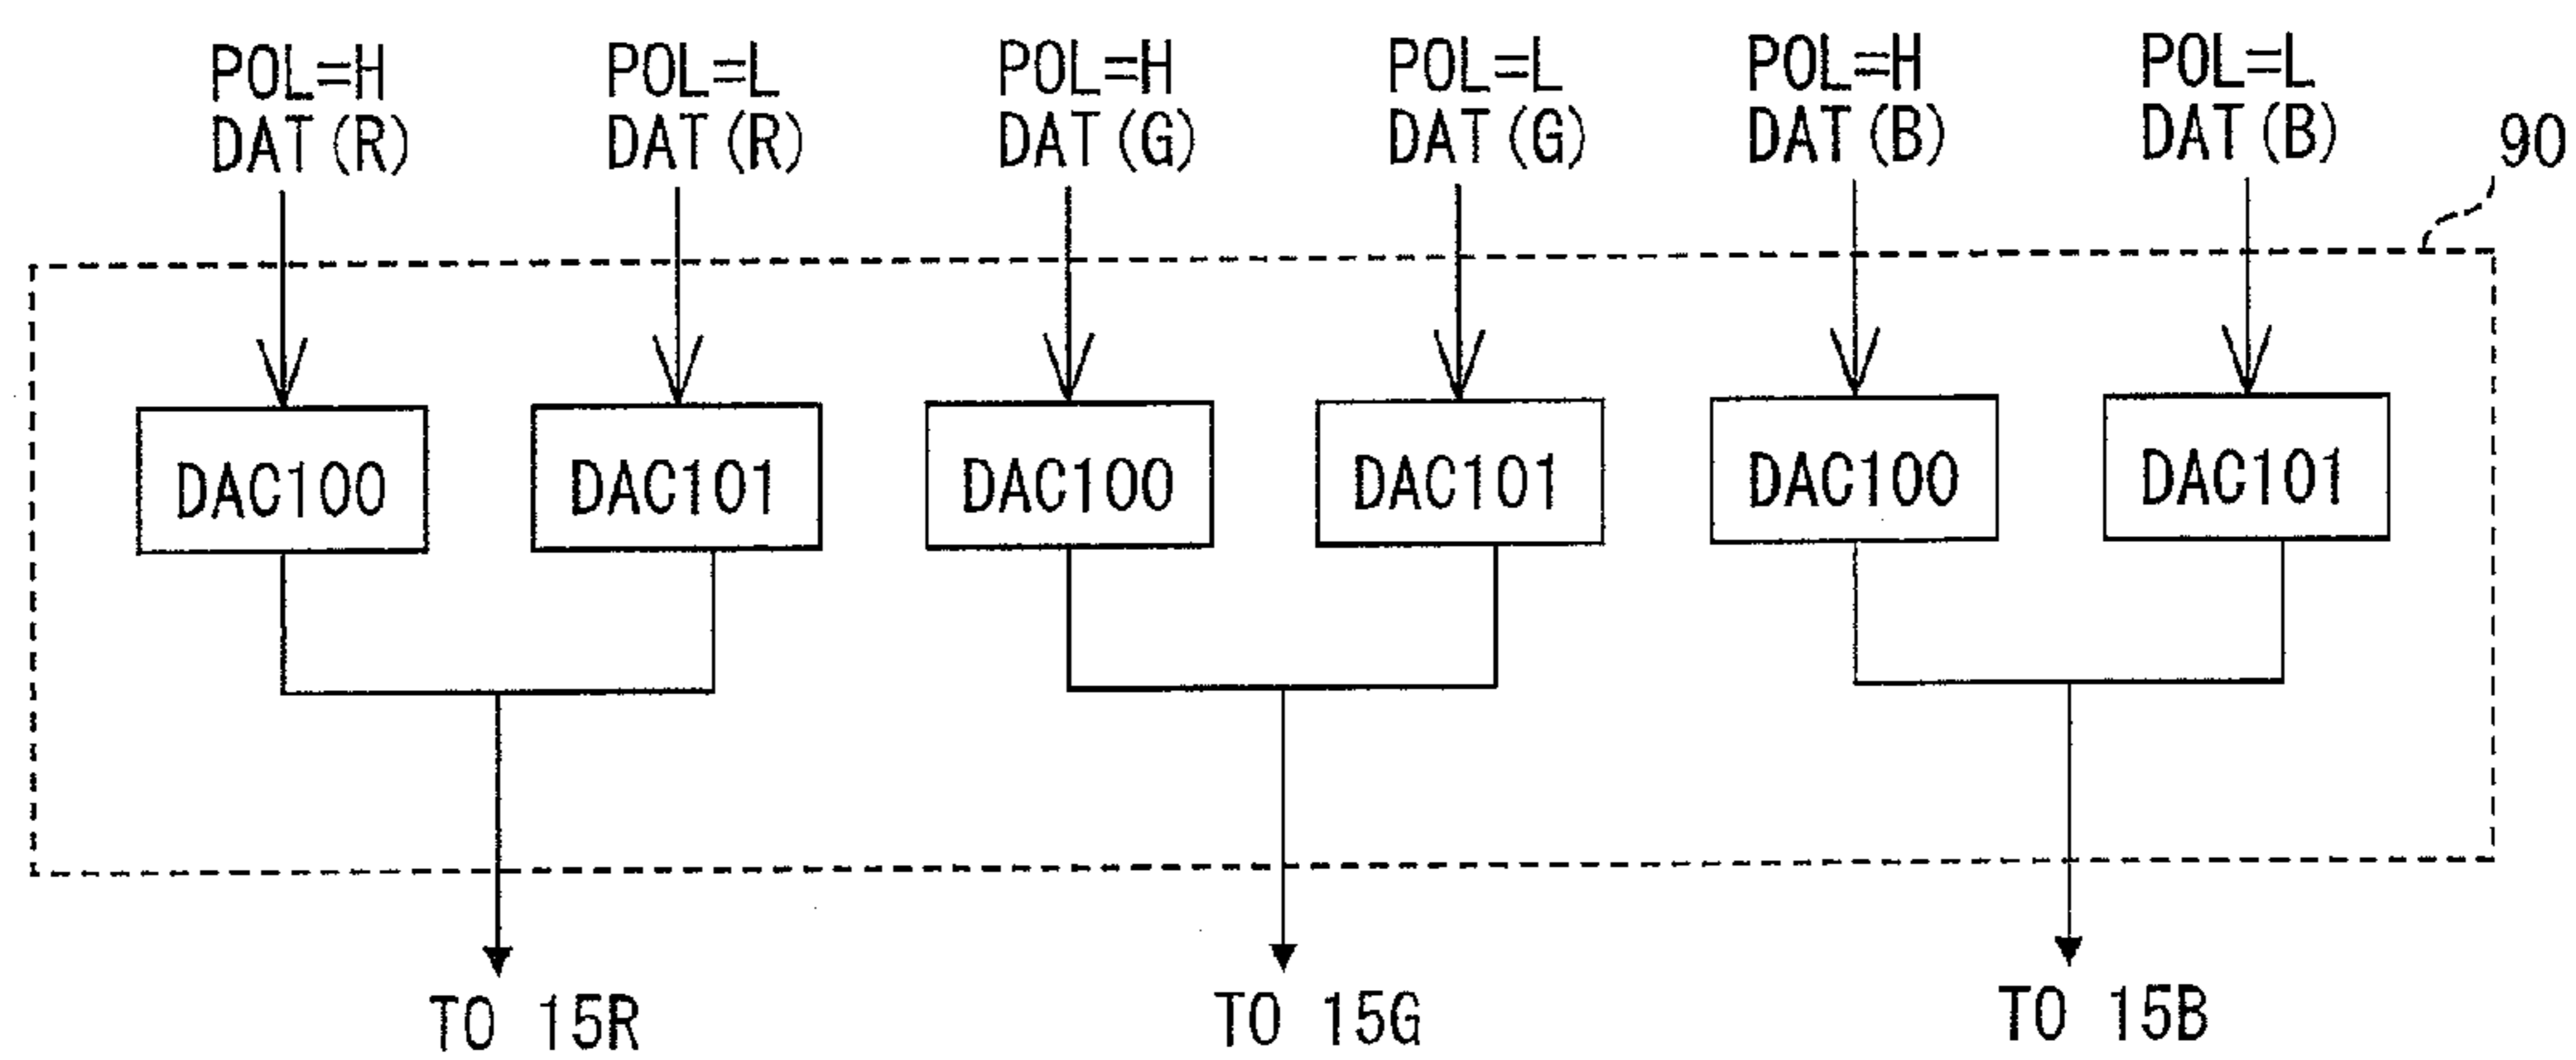 POL=H POL=L POL=H POL=L POL=H POL=L
DAT(R) DAT(R) DAT(G) DAT(G) DAT(B) DAT(B)
90
DAC100 DAC101 DAC100 DAC101 DAC100 DAC101
TO 15R TO 15G TO 15B